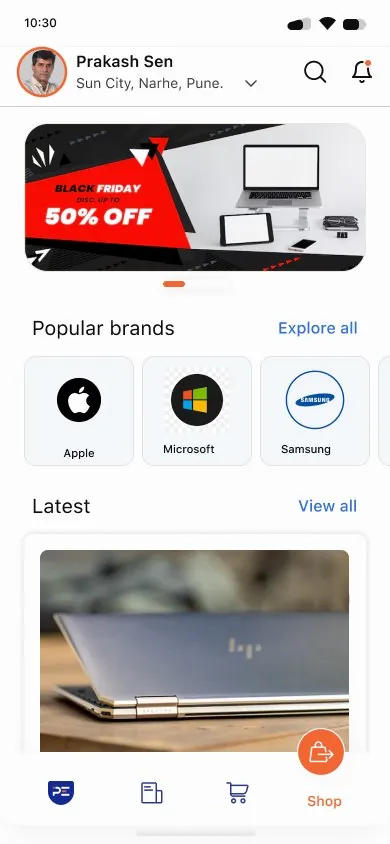 10:30
Prakash Sen
Sun City, Narhe, Pune.
BLACK FRIDAY
DISC. UP TO
50% OFF
Popular brands
Explore all
SAMSUNG
Apple
Microsoft
Samsung
Latest
View all
hp
PE
Shop